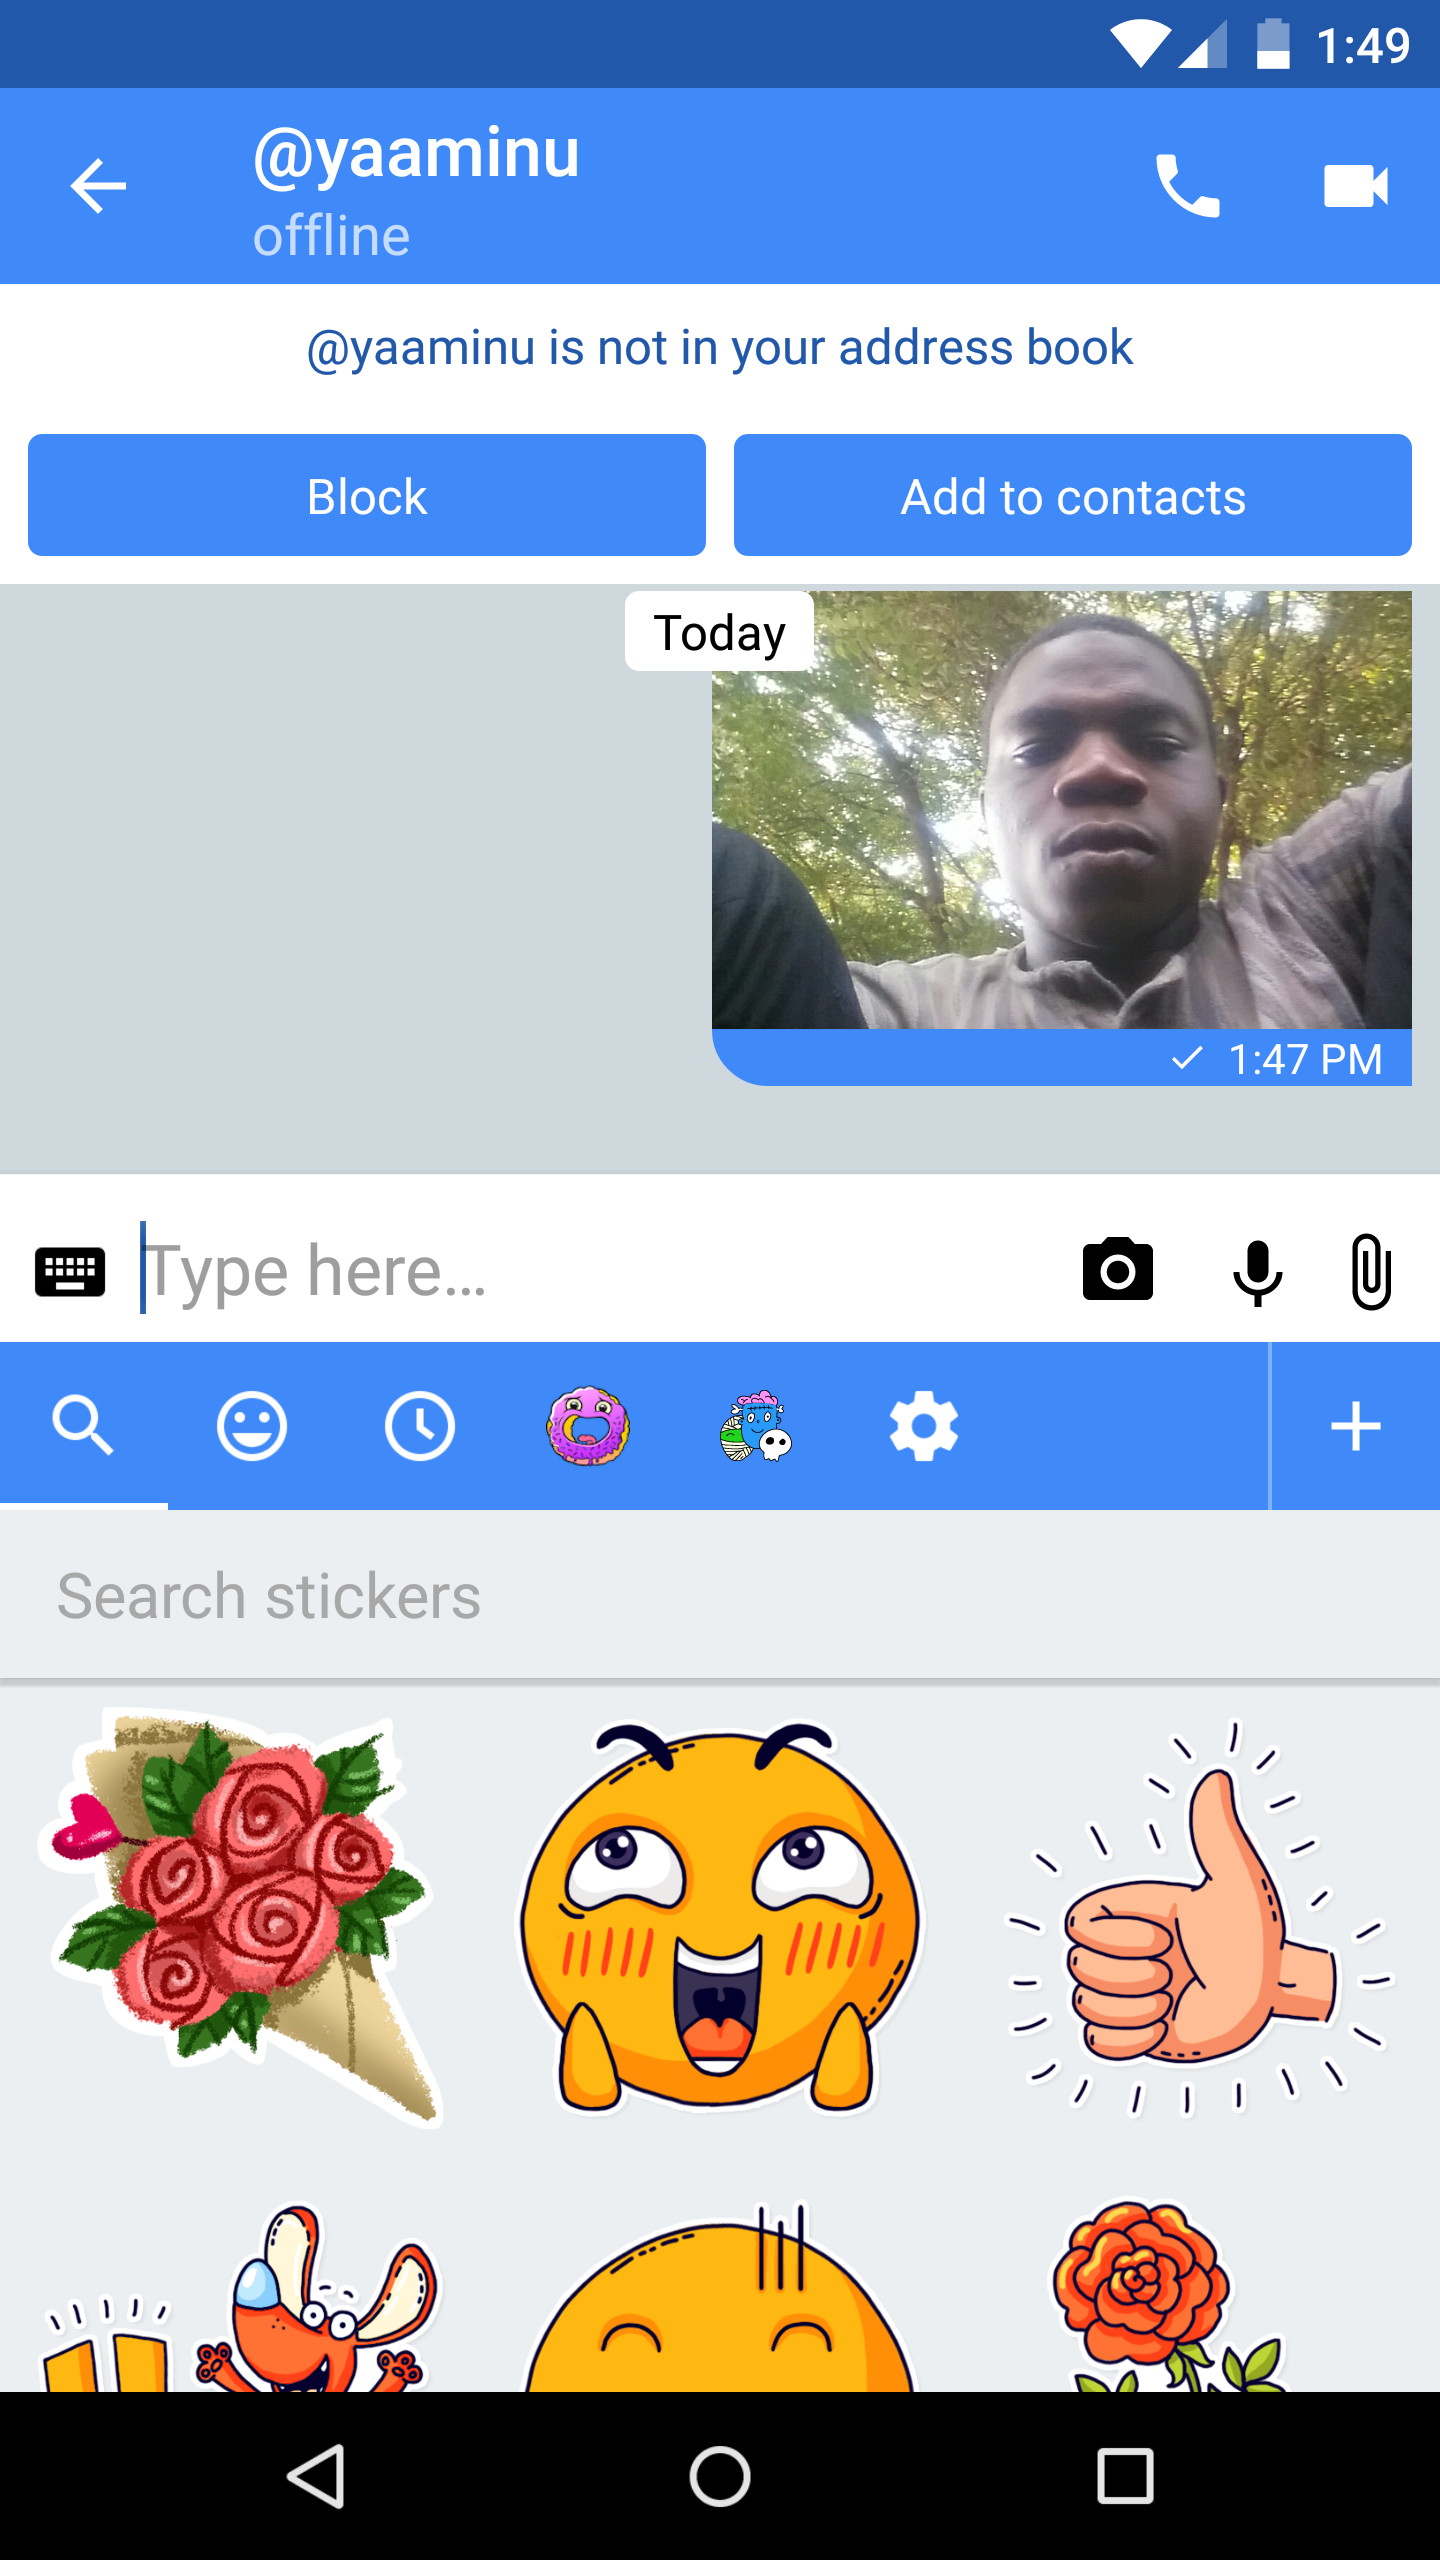 1:49
@yaaminu
offline
@yaaminu is not in your address book
Block
Add to contacts
Today
1:47 PM
Type here…
Search stickers